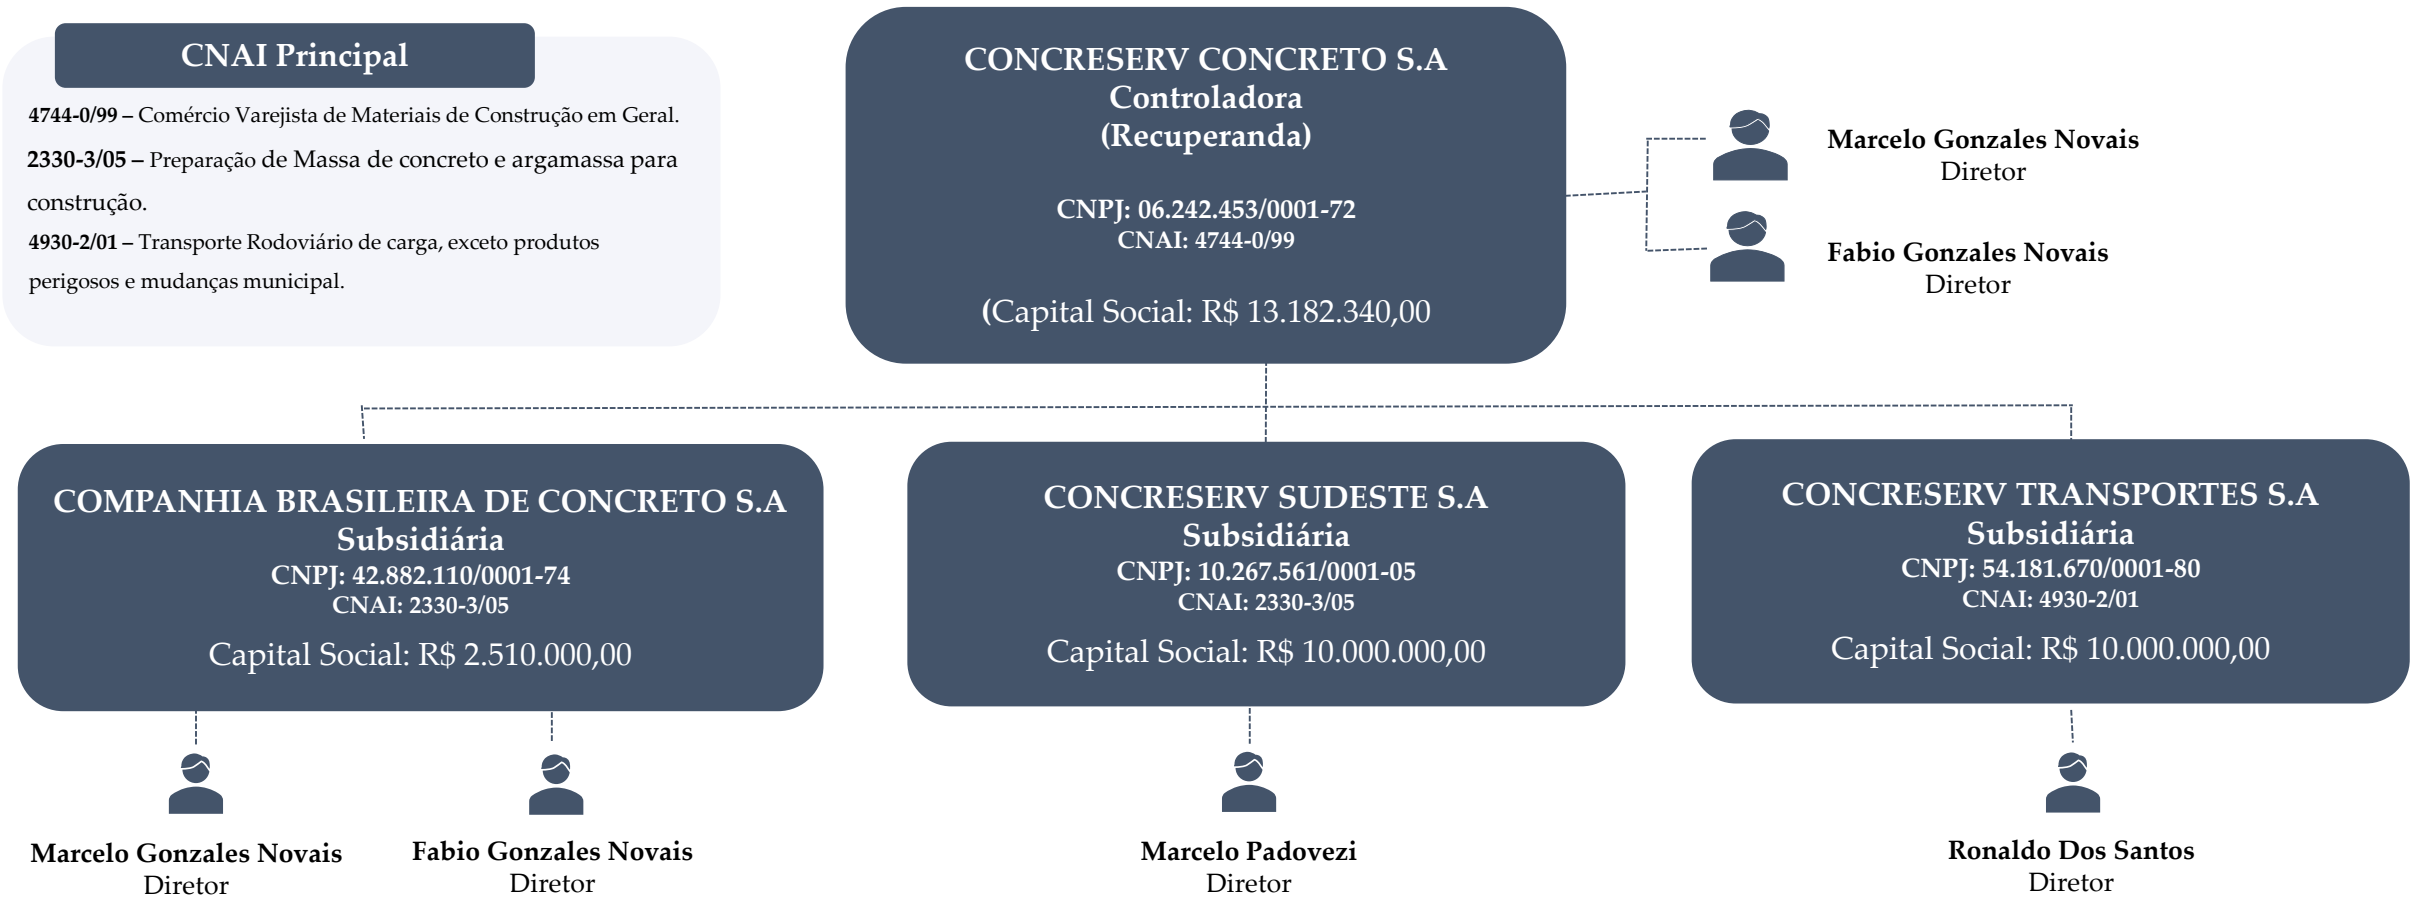 CNAI Principal
4744-0/99 – Comércio Varejista de Materiais de Construção em Geral.
2330-3/05 – Preparação de Massa de concreto e argamassa para
construção.
4930-2/01 – Transporte Rodoviário de carga, exceto produtos
perigosos e mudanças municipal.
CONCRESERV CONCRETO S.A
Controladora
(Recuperanda)
CNPJ: 06.242.453/0001-72
CNAI: 4744-0/99
(Capital Social: R$ 13.182.340,00
Marcelo Gonzales Novais
Diretor
Fabio Gonzales Novais
Diretor
COMPANHIA BRASILEIRA DE CONCRETO S.A
Subsidiária
CNPJ: 42.882.110/0001-74
CNAI: 2330-3/05
Capital Social: R$ 2.510.000,00
CONCRESERV SUDESTE S.A
Subsidiária
CNPJ: 10.267.561/0001-05
CNAI: 2330-3/05
Capital Social: R$ 10.000.000,00
CONCRESERV TRANSPORTES S.A
Subsidiária
CNPJ: 54.181.670/0001-80
CNAI: 4930-2/01
Capital Social: R$ 10.000.000,00
Marcelo Gonzales Novais
Diretor
Fabio Gonzales Novais
Diretor
Marcelo Padovezi
Diretor
Ronaldo Dos Santos
Diretor